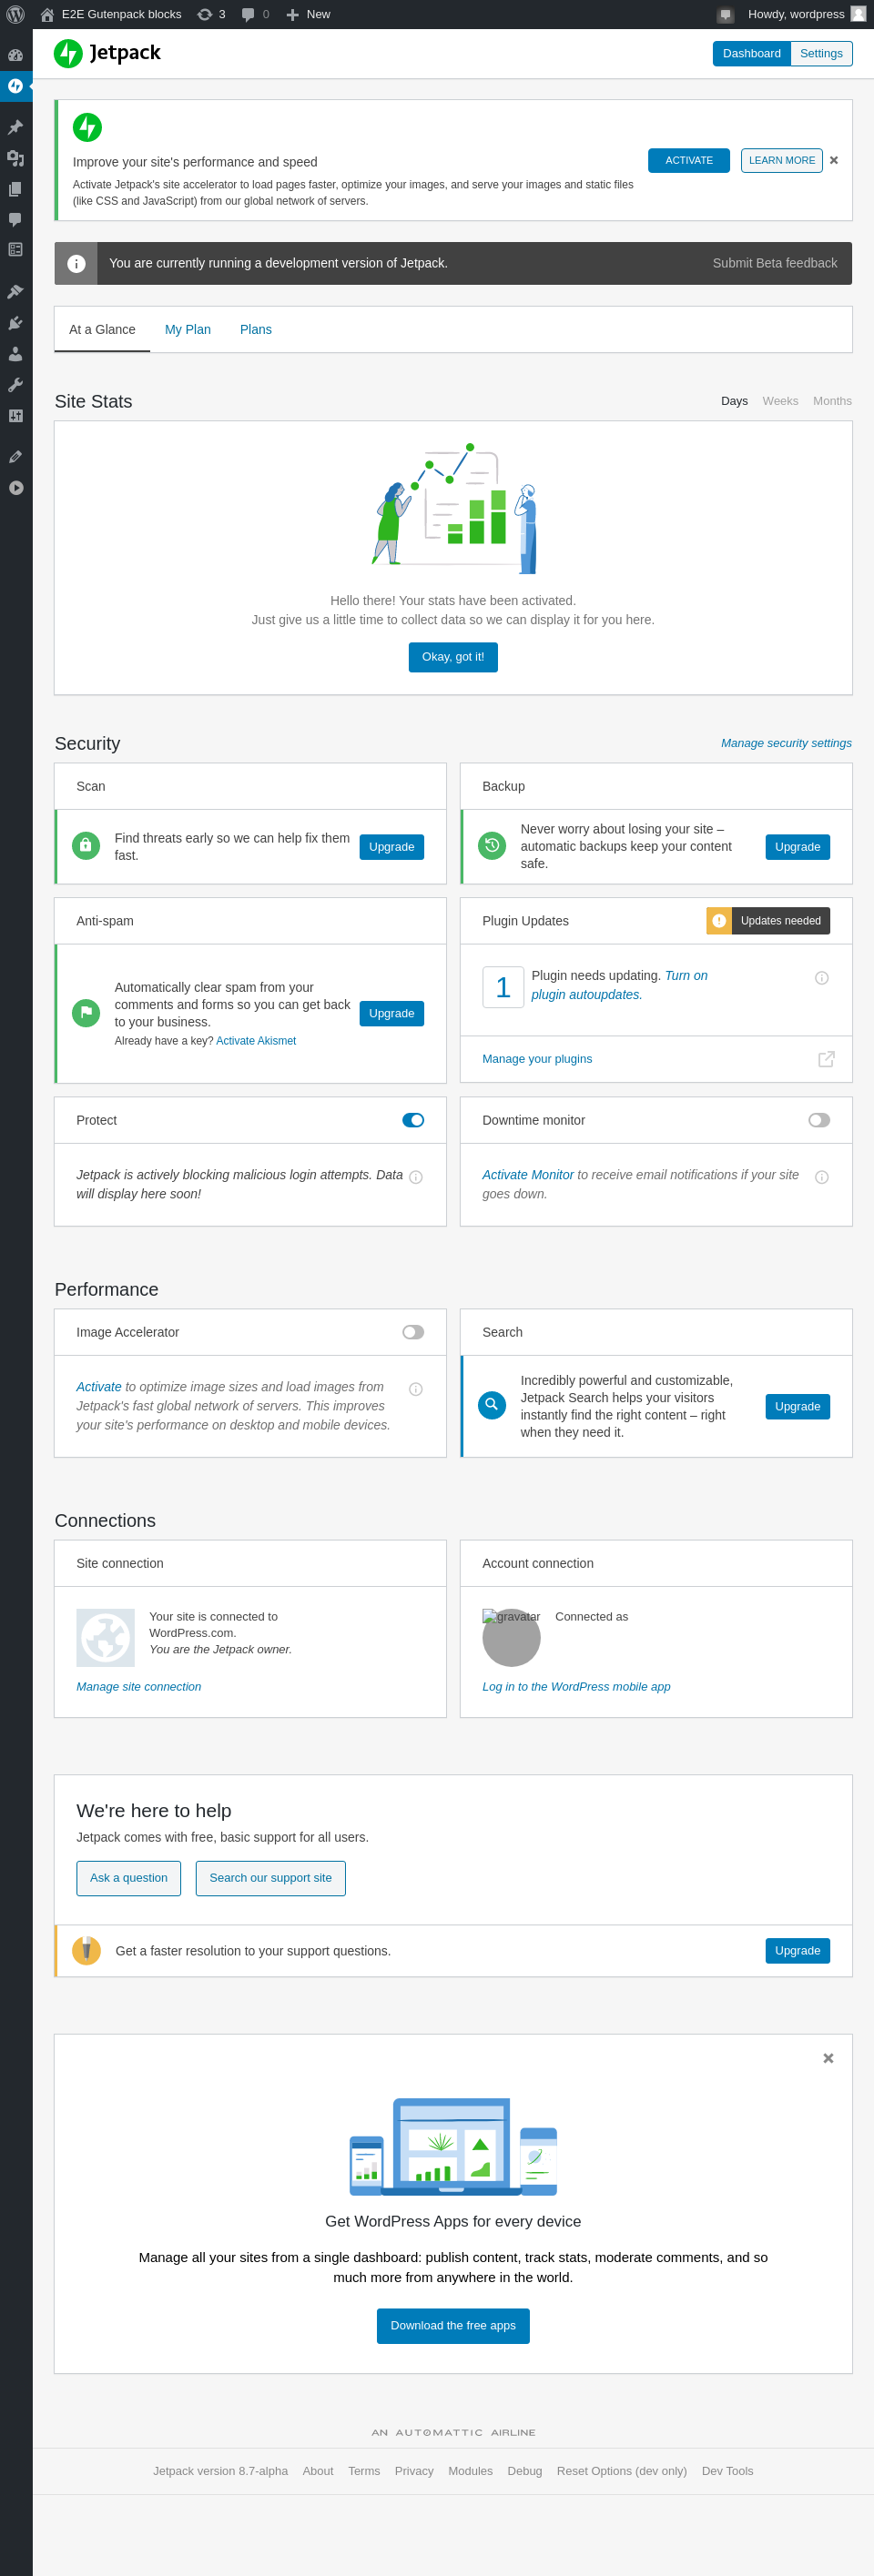 E2E Gutenpack blocks 3 0 New Howdy, wordpress
Jetpack
Dashboard Settings
Improve your site's performance and speed
Activate Jetpack's site accelerator to load pages faster, optimize your images, and serve your images and static files
(like CSS and JavaScript) from our global network of servers.
ACTIVATE LEARN MORE
You are currently running a development version of Jetpack. Submit Beta feedback
At a Glance My Plan Plans
Site Stats Days Weeks Months
Hello there! Your stats have been activated.
Just give us a little time to collect data so we can display it for you here.
Okay, got it!
Security Manage security settings
Scan
Find threats early so we can help fix them
fast.
Upgrade
Backup
Never worry about losing your site –
automatic backups keep your content
safe.
Upgrade
Anti-spam
Automatically clear spam from your
comments and forms so you can get back
to your business.
Already have a key? Activate Akismet
Upgrade
Plugin Updates Updates needed
1
Plugin needs updating. Turn on
plugin autoupdates.
Manage your plugins
Protect
Jetpack is actively blocking malicious login attempts. Data
will display here soon!
Downtime monitor
Activate Monitor to receive email notifications if your site
goes down.
Performance
Image Accelerator
Activate to optimize image sizes and load images from
Jetpack's fast global network of servers. This improves
your site's performance on desktop and mobile devices.
Search
Incredibly powerful and customizable,
Jetpack Search helps your visitors
instantly find the right content – right
when they need it.
Upgrade
Connections
Site connection
Your site is connected to
WordPress.com.
You are the Jetpack owner.
Manage site connection
Account connection
gravatar Connected as
Log in to the WordPress mobile app
We're here to help
Jetpack comes with free, basic support for all users.
Ask a question Search our support site
Get a faster resolution to your support questions. Upgrade
Get WordPress Apps for every device
Manage all your sites from a single dashboard: publish content, track stats, moderate comments, and so
much more from anywhere in the world.
Download the free apps
AN AUTOMATTIC AIRLINE
Jetpack version 8.7-alpha About Terms Privacy Modules Debug Reset Options (dev only) Dev Tools